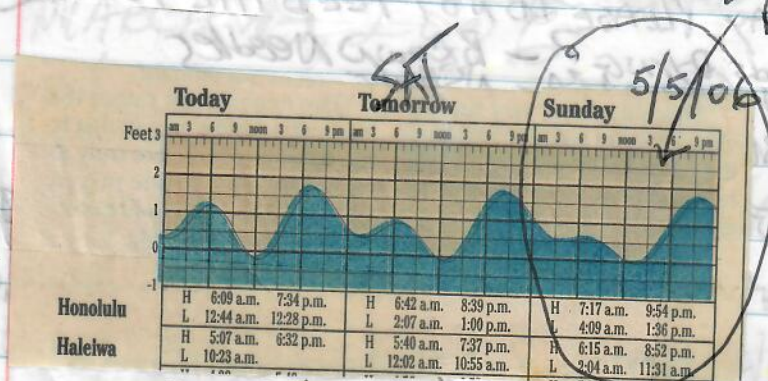 SAT
5/5/06
Today Tomorrow Sunday
am 3 6 9 noon 3 6 9 pm am 3 6 9 noon 3 6 9 pm am 3 6 9 noon 3 6 9 pm
Feet 3
2
1
0
-1
Honolulu
H 6:09 a.m. 7:34 p.m. H 6:42 a.m. 8:39 p.m. H 7:17 a.m. 9:54 p.m.
L 12:44 a.m. 12:28 p.m. L 2:07 a.m. 1:00 p.m. L 4:09 a.m. 1:36 p.m.
Haleiwa
H 5:07 a.m. 6:32 p.m. H 5:40 a.m. 7:37 p.m. H 6:15 a.m. 8:52 p.m.
L 10:23 a.m. L 12:02 a.m. 10:55 a.m. L 2:04 a.m. 11:31 a.m.